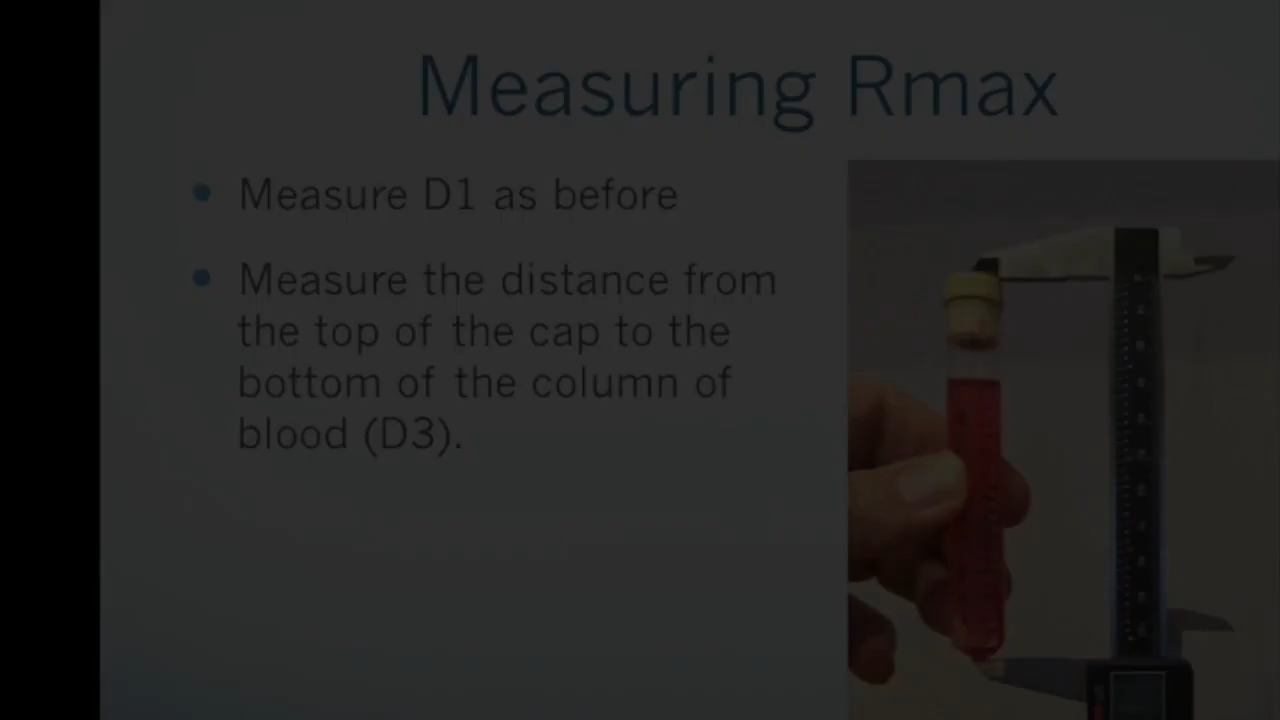 Measuring Rmax
Measure D1 as before
Measure the distance from
the top of the cap to the
bottom of the column of
blood (D3).